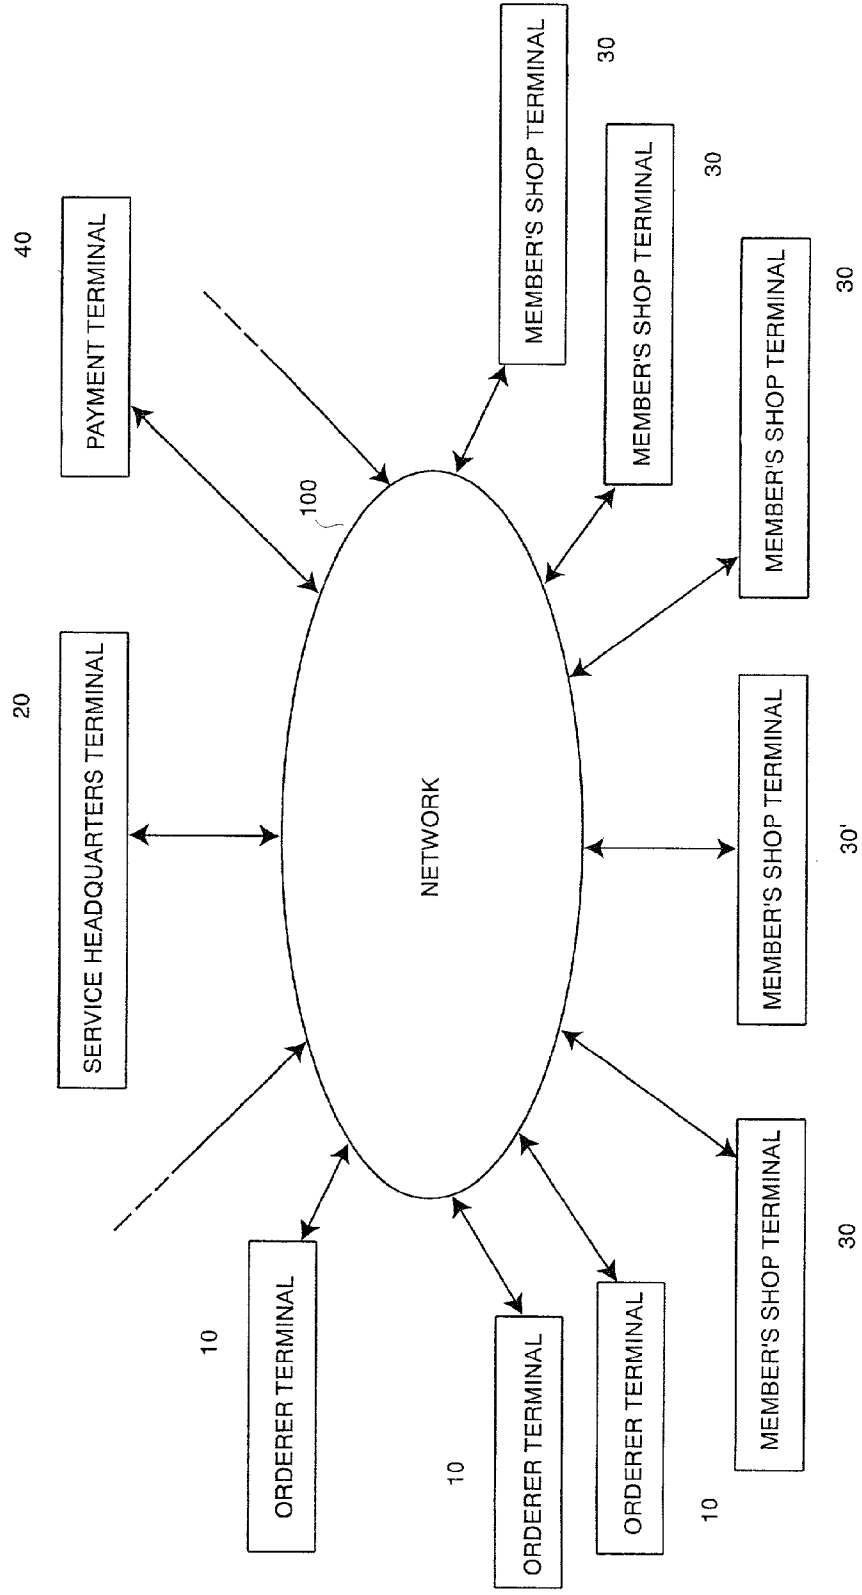 20
40
SERVICE HEADQUARTERS TERMINAL
PAYMENT TERMINAL
10
ORDERER TERMINAL
100
NETWORK
10
ORDERER TERMINAL
MEMBER'S SHOP TERMINAL
30
ORDERER TERMINAL
MEMBER'S SHOP TERMINAL
10
30
MEMBER'S SHOP TERMINAL
MEMBER'S SHOP TERMINAL
MEMBER'S SHOP TERMINAL
30
30'
30